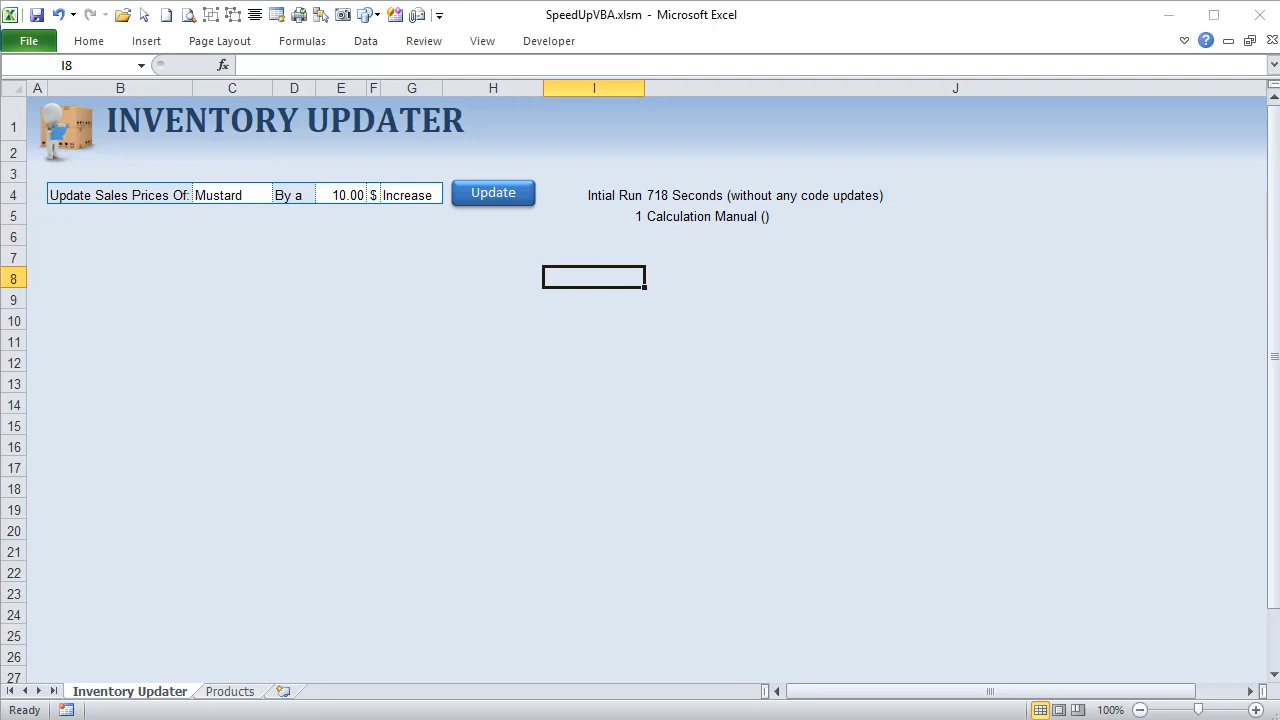 SpeedUpVBA.xlsm - Microsoft Excel
File Home Insert Page Layout Formulas Data Review View Developer
I8 fx
A B C D E F G H I J
1 INVENTORY UPDATER
2
3
4 Update Sales Prices Of: Mustard By a 10.00 $ Increase Update Intial Run 718 Seconds (without any code updates)
5 1 Calculation Manual ()
6
7
8
9
10
11
12
13
14
15
16
17
18
19
20
21
22
23
24
25
26
27
Inventory Updater Products
Ready 100%